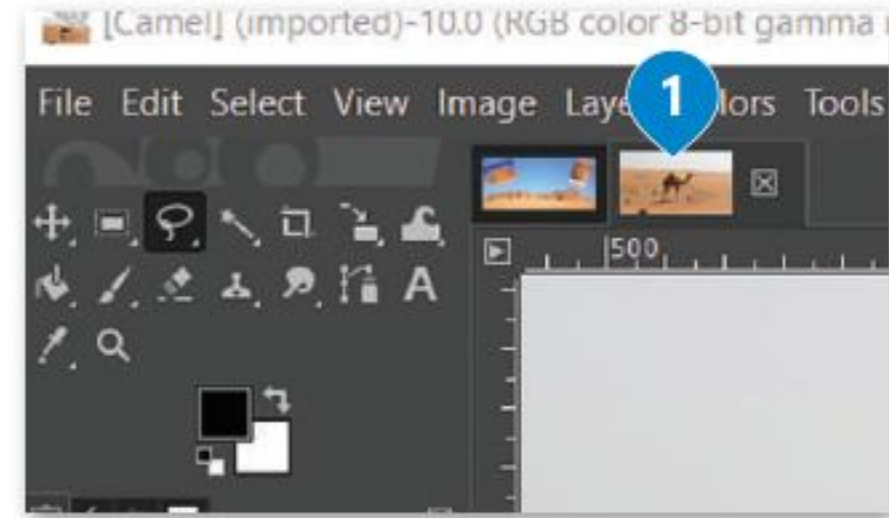 [Camel] (imported)-10.0 (RGB color 8-bit gamma
File Edit Select View Image Laye 1 lors Tools
500
A